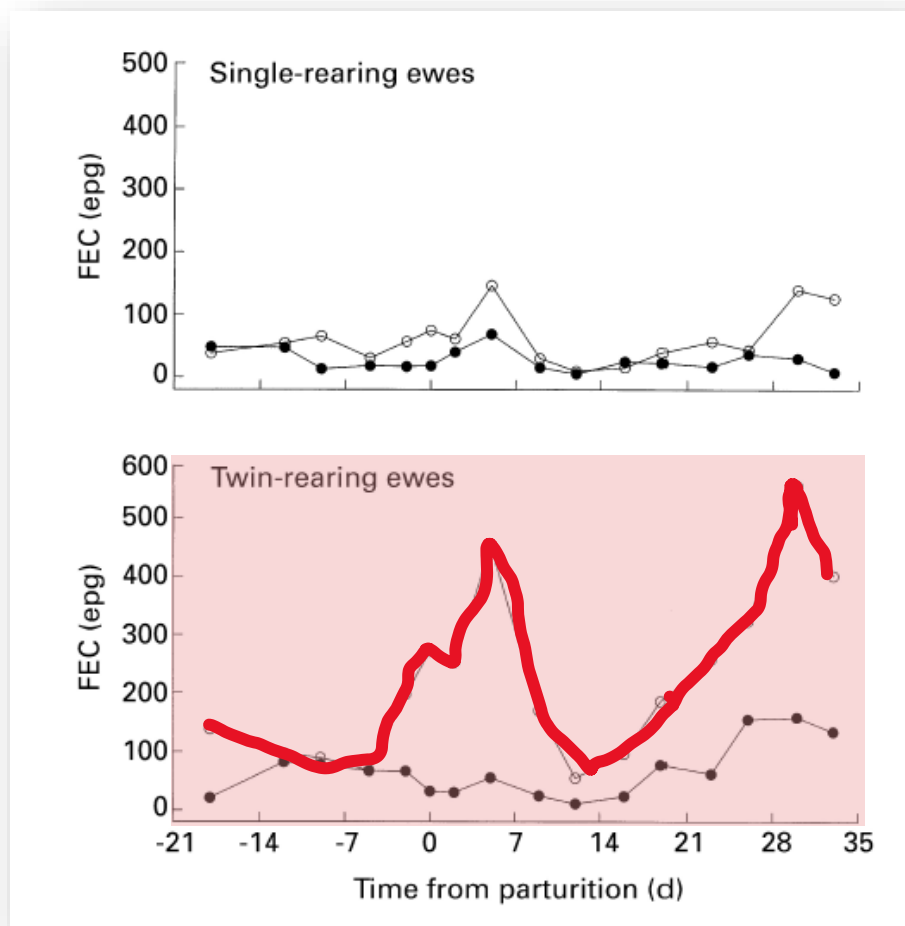 500
Single-rearing ewes
400
300
200
100
0
FEC (epg)
600
Twin-rearing ewes
500
400
300
200
100
0
FEC (epg)
-21 -14 -7 0 7 14 21 28 35
Time from parturition (d)